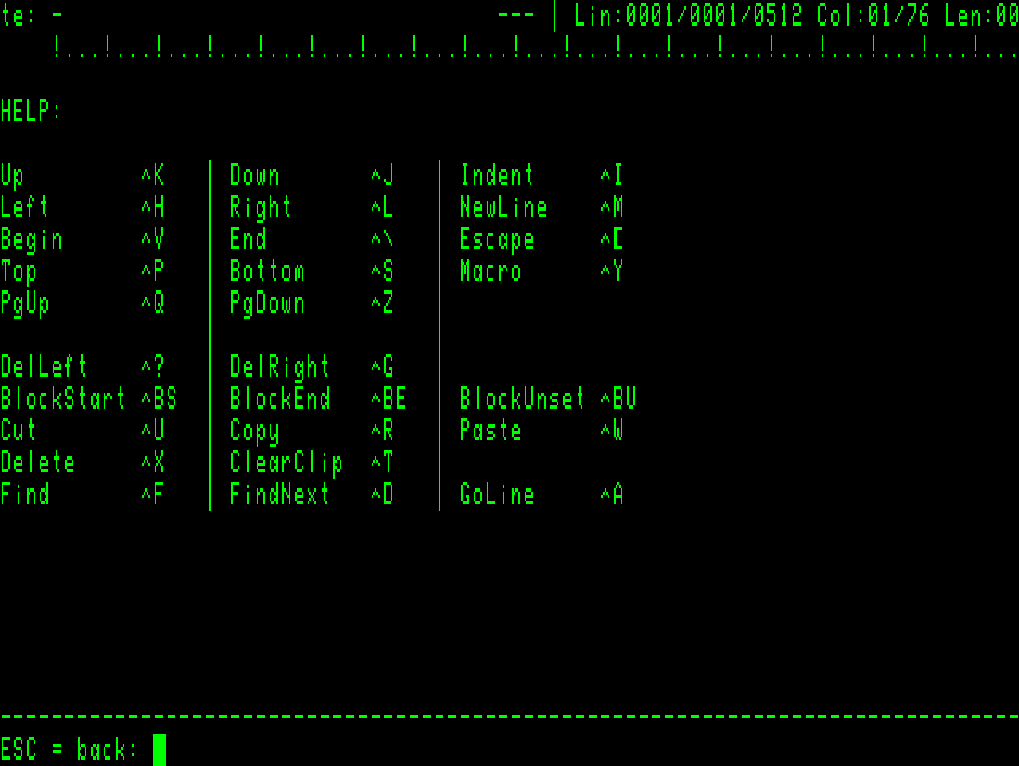 te: -                                  --- | Lin:0001/0001/0512 Col:01/76 Len:00
    !...!...!...!...!...!...!...!...!...!...!...!...!...!...!...!...!...!...!...
HELP:
Up         ^K   | Down       ^J   | Indent     ^I
Left       ^H   | Right      ^L   | NewLine    ^M
Begin      ^V   | End        ^\   | Escape     ^[
Top        ^P   | Bottom     ^S   | Macro      ^Y
PgUp       ^Q   | PgDown     ^Z   |
DelLeft    ^?   | DelRight   ^G   |
BlockStart ^BS  | BlockEnd   ^BE  | BlockUnset ^BU
Cut        ^U   | Copy       ^R   | Paste      ^W
Delete     ^X   | ClearClip  ^T   |
Find       ^F   | FindNext   ^D   | GoLine     ^A
--------------------------------------------------------------------------------
ESC = back: